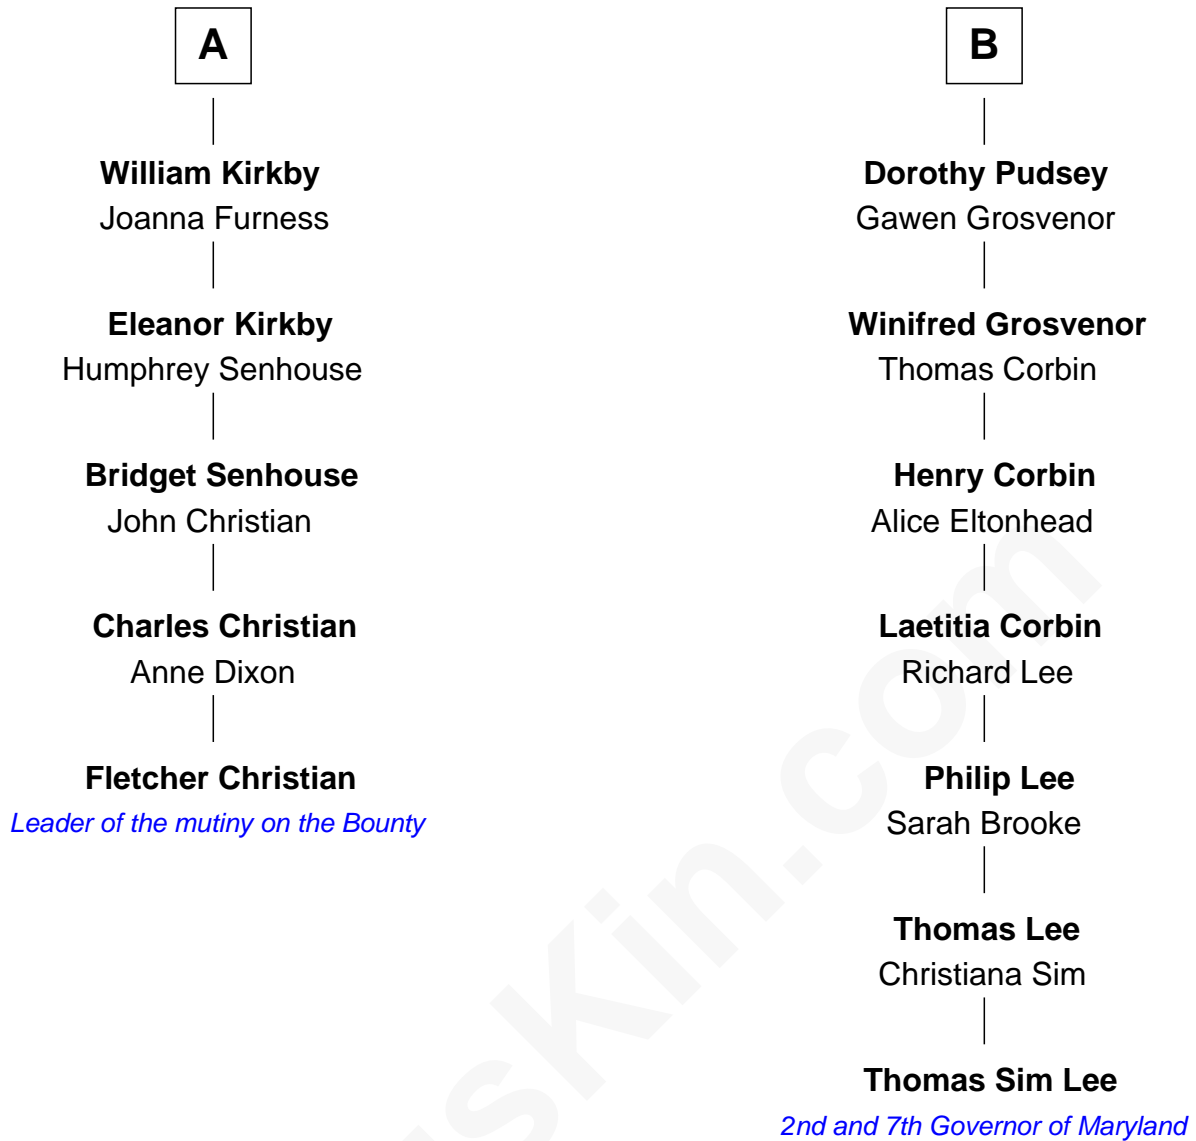 A
William Kirkby
Joanna Furness
Eleanor Kirkby
Humphrey Senhouse
Bridget Senhouse
John Christian
Charles Christian
Anne Dixon
Fletcher Christian
Leader of the mutiny on the Bounty
B
Dorothy Pudsey
Gawen Grosvenor
Winifred Grosvenor
Thomas Corbin
Henry Corbin
Alice Eltonhead
Laetitia Corbin
Richard Lee
Philip Lee
Sarah Brooke
Thomas Lee
Christiana Sim
Thomas Sim Lee
2nd and 7th Governor of Maryland
sKin.com